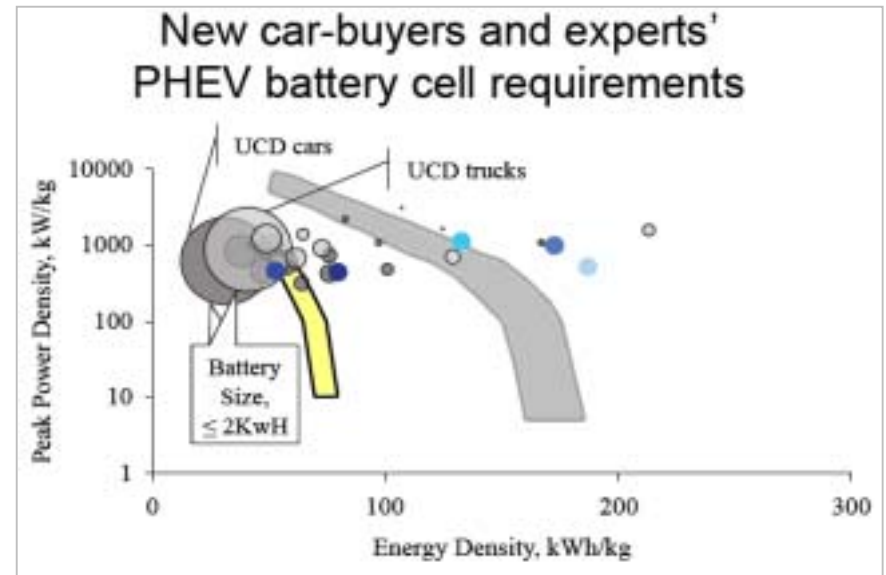 New car-buyers and experts'
PHEV battery cell requirements
UCD cars
UCD trucks
Peak Power Density, kW/kg
10000
1000
100
10
1
Battery
Size,
≤ 2KwH
0
100
200
300
Energy Density, kWh/kg